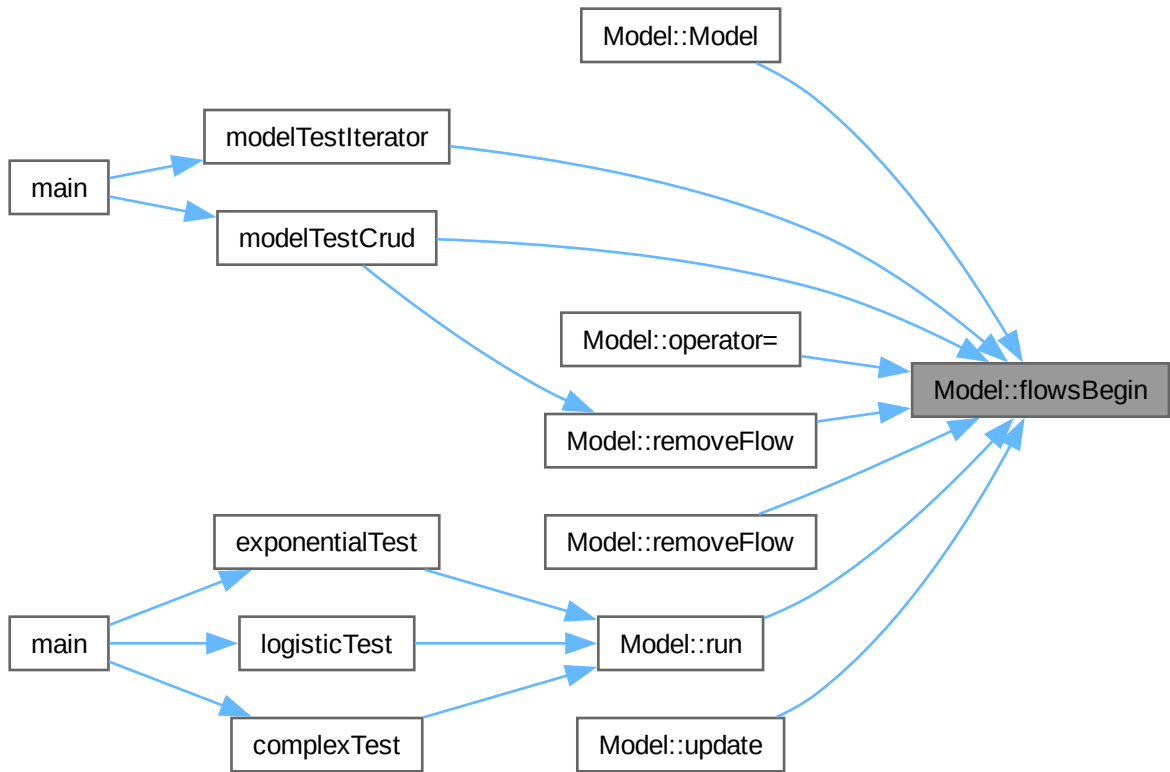 Model::Model
modelTestIterator
main
modelTestCrud
Model::operator=
Model::flowsBegin
Model::removeFlow
exponentialTest
Model::removeFlow
main
logisticTest
Model::run
complexTest
Model::update